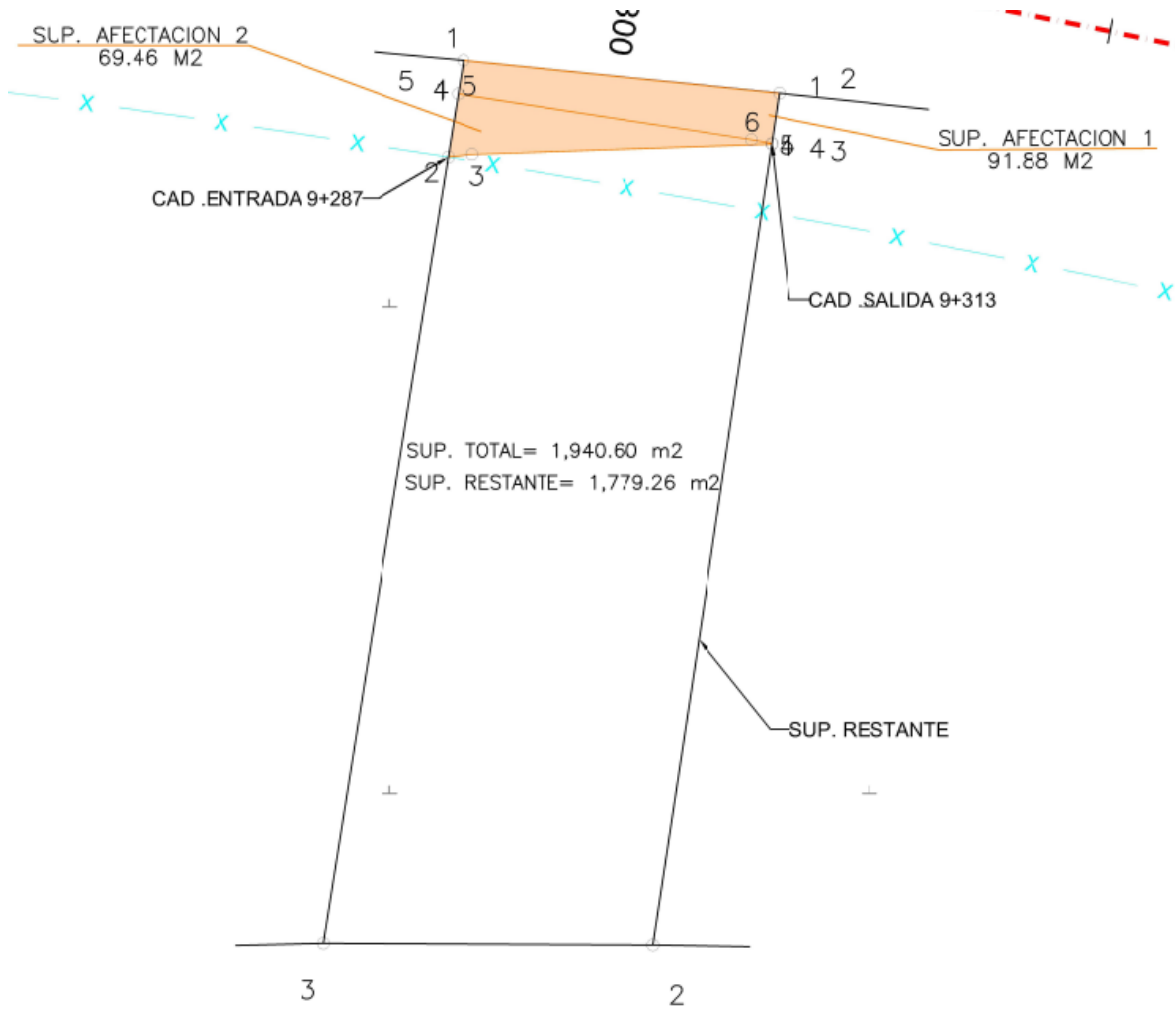 300
SUP. AFECTACION 2
69.46 M2
1
5
4
5
1
2
6
4
3
SUP. AFECTACION 1
91.88 M2
2
3
CAD .ENTRADA 9+287
CAD .SALIDA 9+313
SUP. TOTAL= 1,940.60 m2
SUP. RESTANTE= 1,779.26 m2
SUP. RESTANTE
3
2